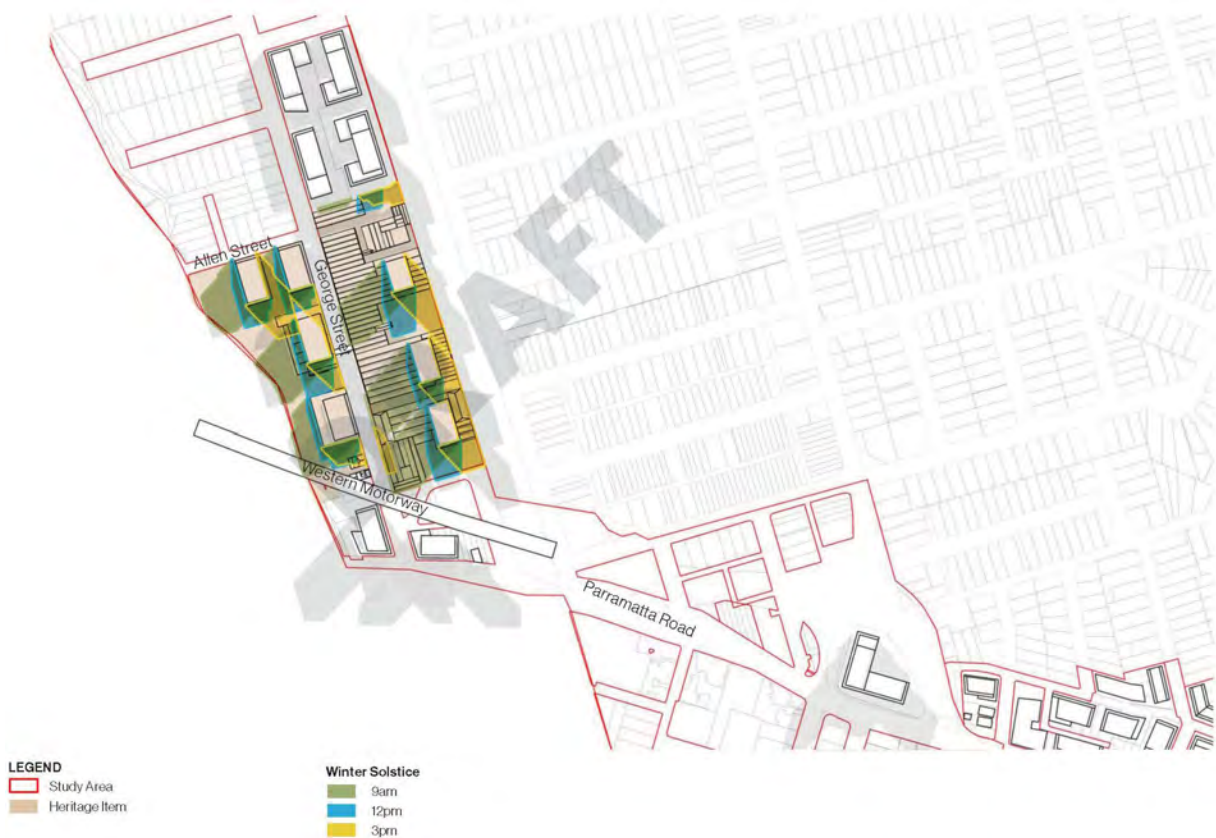 DRAFT
Allen Street
George Street
Western Motorway
Parramatta Road
LEGEND
Study Area
Heritage Item
Winter Solstice
9am
12pm
3pm